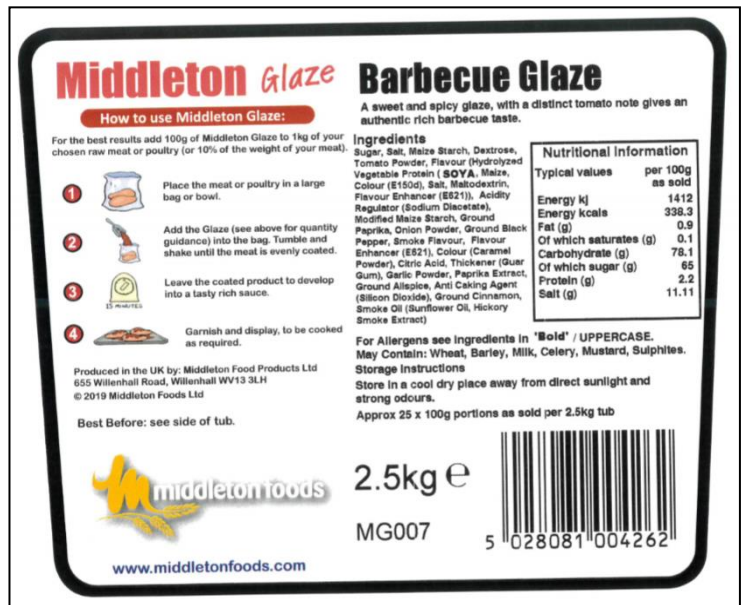 Middleton Glaze
How to use Middleton Glaze:
For the best results add 100g of Middleton Glaze to 1kg of your
chosen raw meat or poultry (or 10% of the weight of your meat).
1
Place the meat or poultry in a large
bag or bowl.
2
Add the Glaze (see above for quantity
guidance) into the bag. Tumble and
shake until the meat is evenly coated.
3
15 MINUTES
Leave the coated product to develop
into a tasty rich sauce.
4
Garnish and display, to be cooked
as required.
Produced in the UK by: Middleton Food Products Ltd
655 Willenhall Road, Willenhall WV13 3LH
© 2019 Middleton Foods Ltd
Best Before: see side of tub.
middleton foods
www.middletonfoods.com
Barbecue Glaze
A sweet and spicy glaze, with a distinct tomato note gives an
authentic rich barbecue taste.
Ingredients
Sugar, Salt, Maize Starch, Dextrose,
Tomato Powder, Flavour (Hydrolyzed
Vegetable Protein ( SOYA, Maize,
Colour (E150d), Salt, Maltodextrin,
Flavour Enhancer (E621)), Acidity
Regulator (Sodium Diacetate),
Modified Maize Starch, Ground
Paprika, Onion Powder, Ground Black
Pepper, Smoke Flavour, Flavour
Enhancer (E621), Colour (Caramel
Powder), Citric Acid, Thickener (Guar
Gum), Garlic Powder, Paprika Extract,
Ground Allspice, Anti Caking Agent
(Silicon Dioxide), Ground Cinnamon,
Smoke Oil (Sunflower Oil, Hickory
Smoke Extract)
Nutritional Information
Typical values per 100g
as sold
Energy kj 1412
Energy kcals 338.3
Fat (g) 0.9
Of which saturates (g) 0.1
Carbohydrate (g) 78.1
Of which sugar (g) 65
Protein (g) 2.2
Salt (g) 11.11
For Allergens see ingredients in 'Bold' / UPPERCASE.
May Contain: Wheat, Barley, Milk, Celery, Mustard, Sulphites.
Storage Instructions
Store in a cool dry place away from direct sunlight and
strong odours.
Approx 25 x 100g portions as sold per 2.5kg tub
2.5kg e
MG007
5 028081 004262